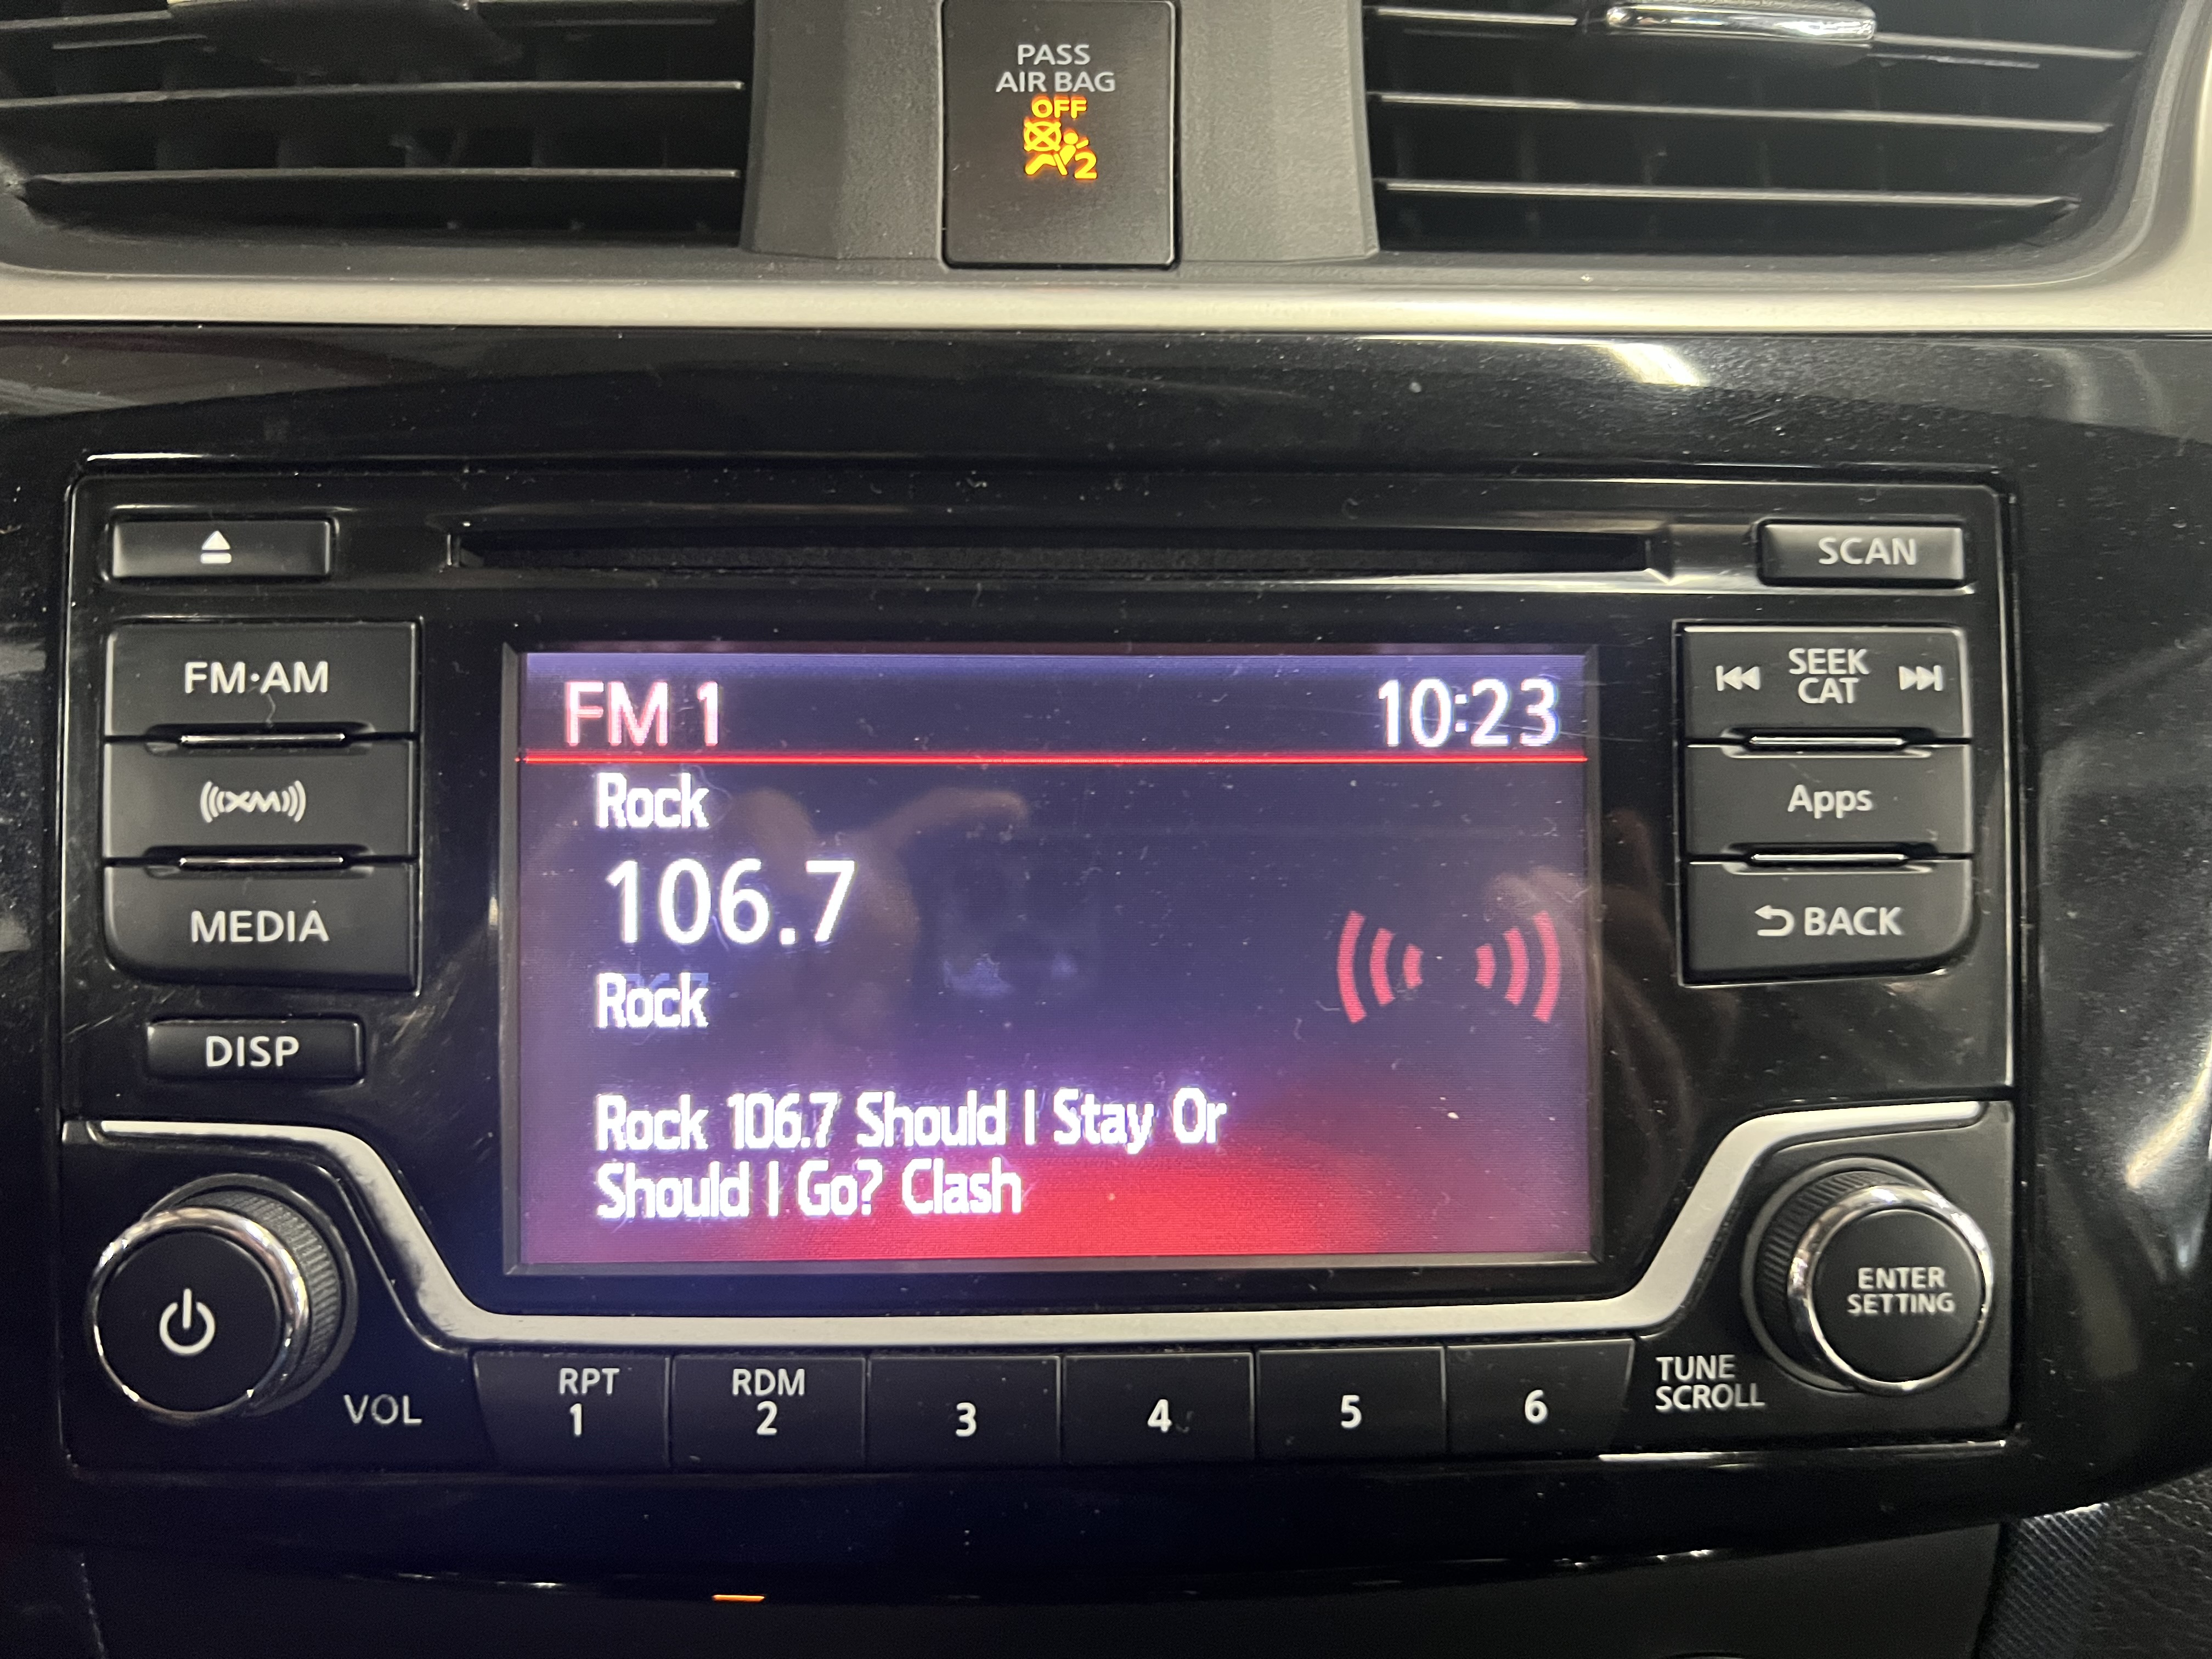 PASS
AIR BAG
OFF
2
SCAN
FM·AM
SEEK
CAT
XM
Apps
MEDIA
BACK
DISP
FM 1 10:23
Rock
106.7
Rock
Rock 106.7 Should I Stay Or
Should I Go? Clash
ENTER
SETTING
VOL
RPT
1
RDM
2
3
4
5
6
TUNE
SCROLL